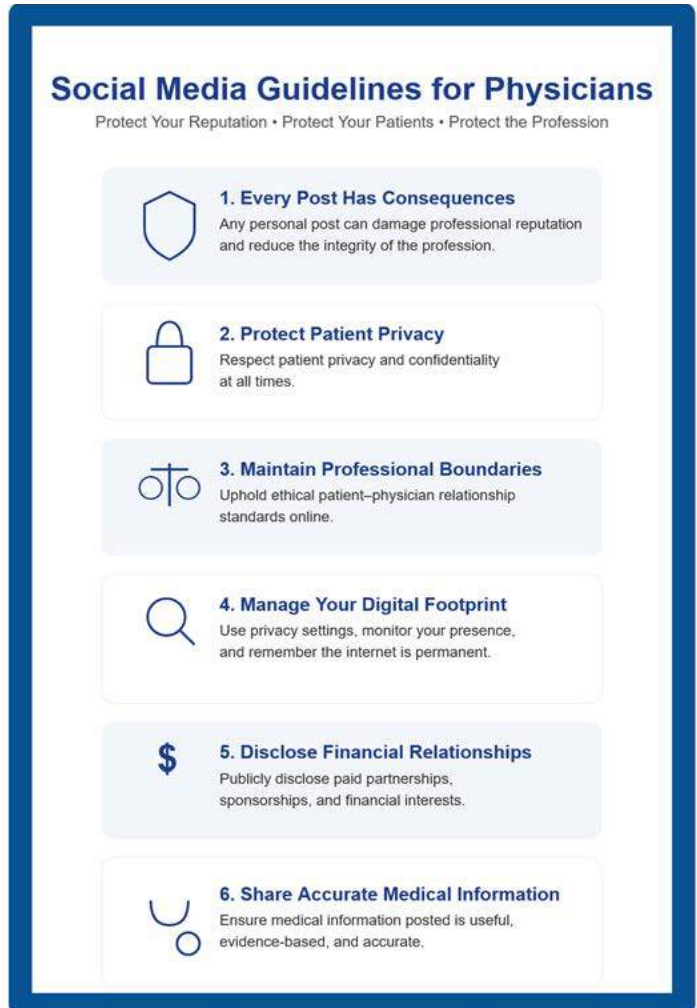 Social Media Guidelines for Physicians
Protect Your Reputation • Protect Your Patients • Protect the Profession
1. Every Post Has Consequences
Any personal post can damage professional reputation
and reduce the integrity of the profession.
2. Protect Patient Privacy
Respect patient privacy and confidentiality
at all times.
3. Maintain Professional Boundaries
Uphold ethical patient–physician relationship
standards online.
4. Manage Your Digital Footprint
Use privacy settings, monitor your presence,
and remember the internet is permanent.
$
5. Disclose Financial Relationships
Publicly disclose paid partnerships,
sponsorships, and financial interests.
6. Share Accurate Medical Information
Ensure medical information posted is useful,
evidence-based, and accurate.